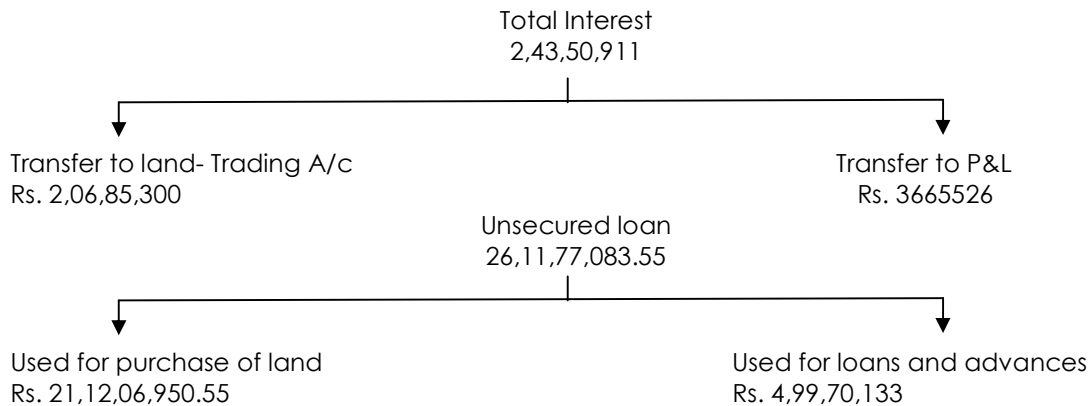 Total Interest
2,43,50,911
Transfer to land- Trading A/c
Rs. 2,06,85,300
Transfer to P&L
Rs. 3665526
Unsecured loan
26,11,77,083.55
Used for purchase of land
Rs. 21,12,06,950.55
Used for loans and advances
Rs. 4,99,70,133